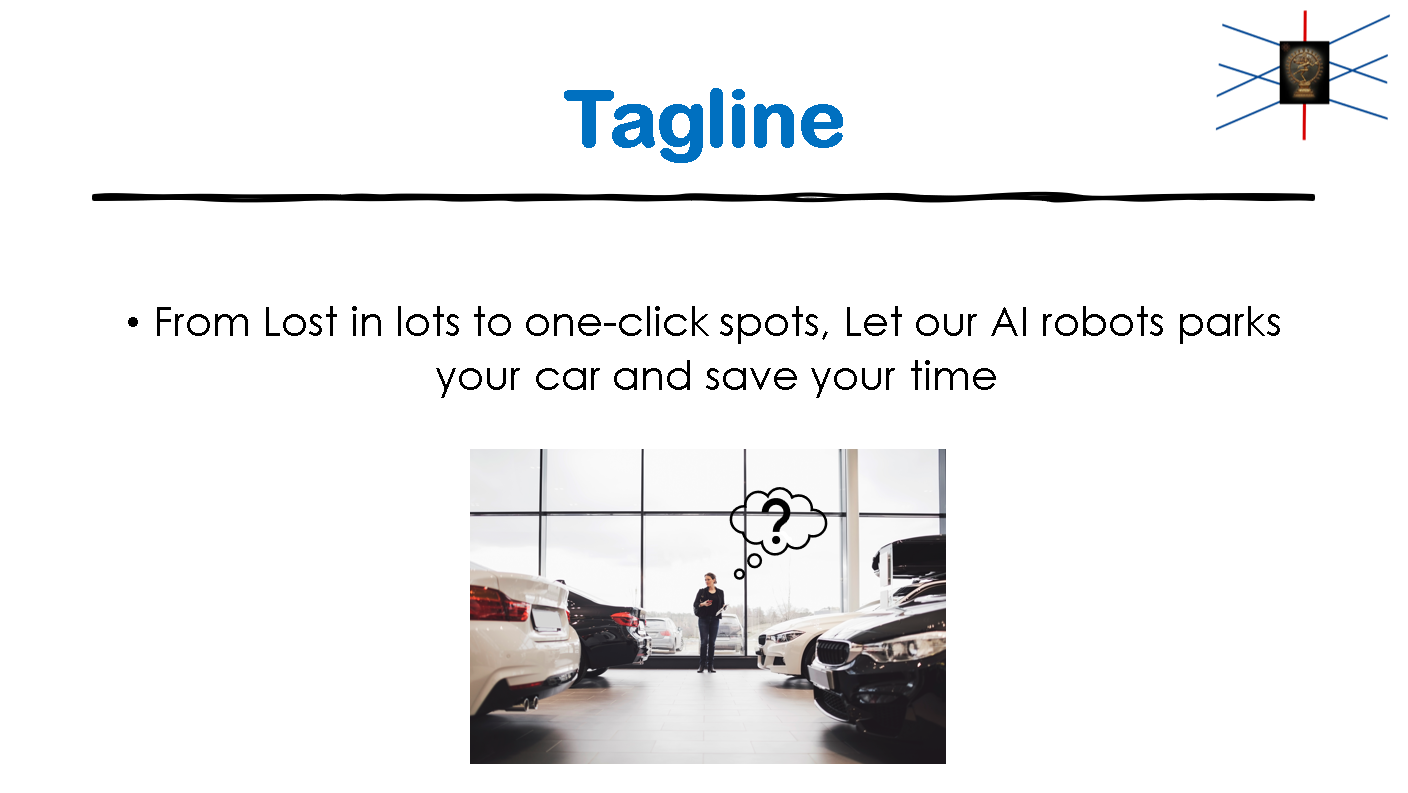 Tagline
• From Lost in lots to one-click spots, Let our AI robots parks
your car and save your time
?